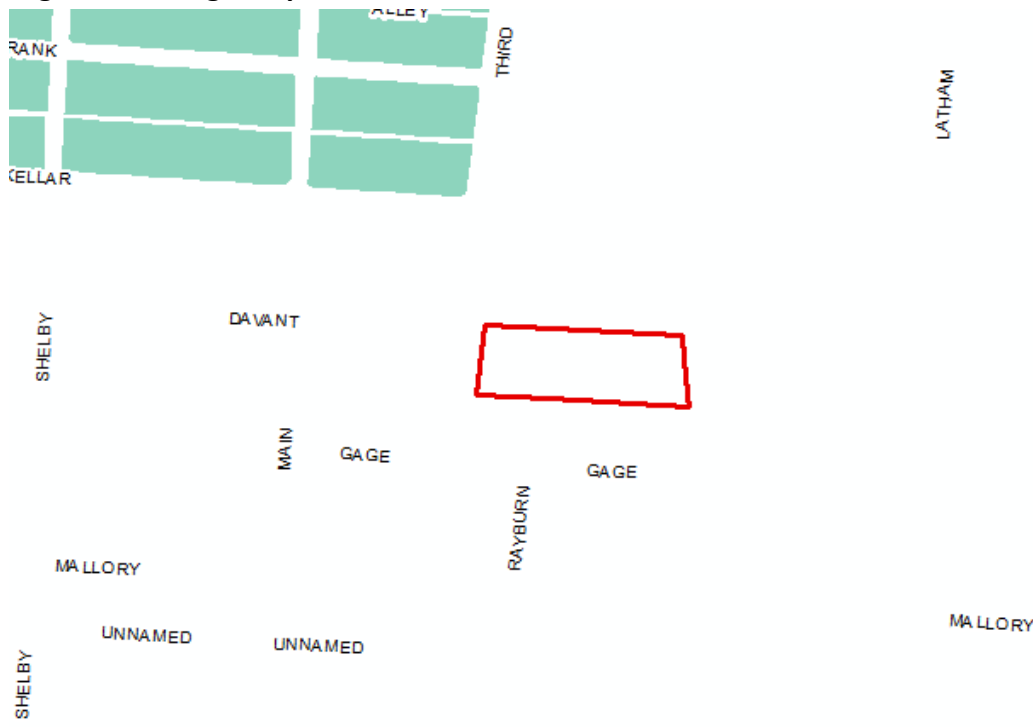 ALLEY
RANK
THIRD
LATHAM
KELLAR
DAVANT
SHELBY
MAIN
GAGE
GAGE
RAYBURN
MALLORY
MALLORY
UNNAMED
UNNAMED
SHELBY